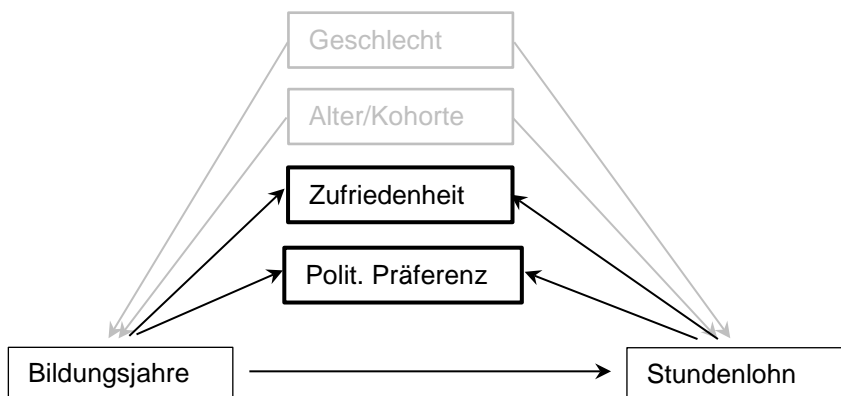 Geschlecht
Alter/Kohorte
Zufriedenheit
Polit. Präferenz
Bildungsjahre
Stundenlohn